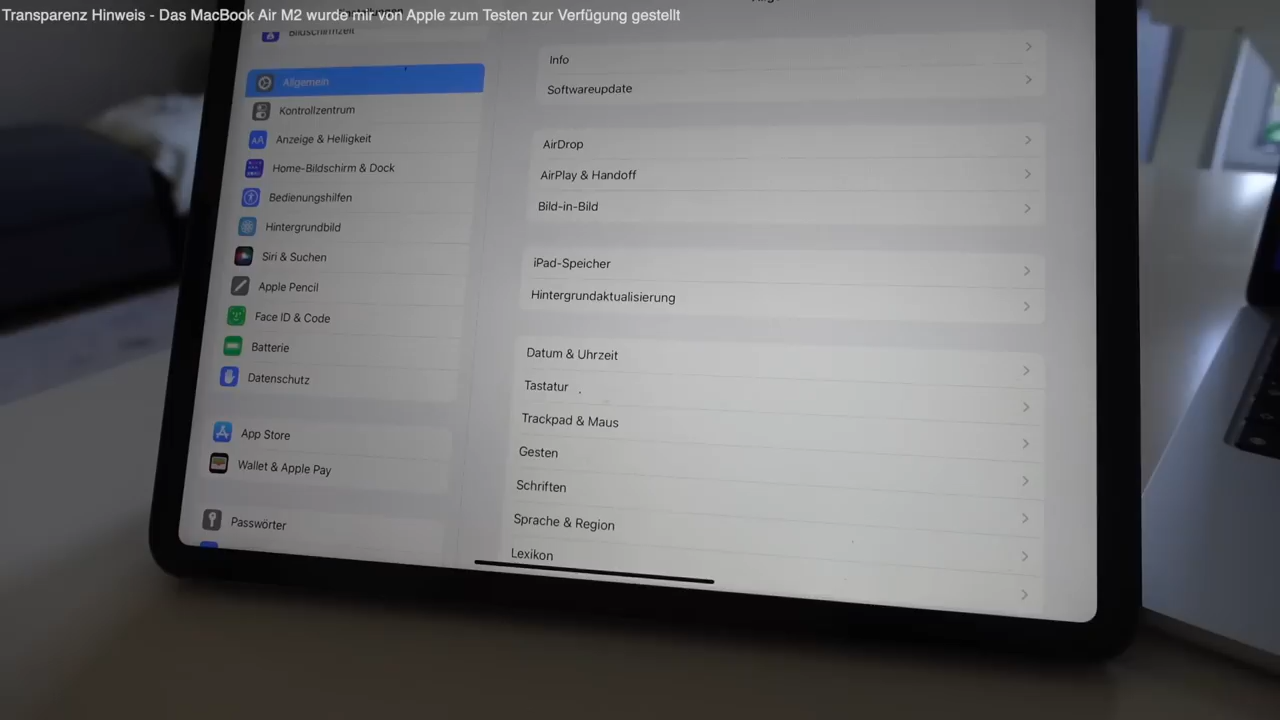 Transparenz Hinweis - Das MacBook Air M2 wurde mir von Apple zum Testen zur Verfügung gestellt
Bildschirmzeit
Allgemein
Kontrollzentrum
Anzeige & Helligkeit
Home-Bildschirm & Dock
Bedienungshilfen
Hintergrundbild
Siri & Suchen
Apple Pencil
Face ID & Code
Batterie
Datenschutz
App Store
Wallet & Apple Pay
Passwörter
Info
Softwareupdate
AirDrop
AirPlay & Handoff
Bild-in-Bild
iPad-Speicher
Hintergrundaktualisierung
Datum & Uhrzeit
Tastatur
Trackpad & Maus
Gesten
Schriften
Sprache & Region
Lexikon